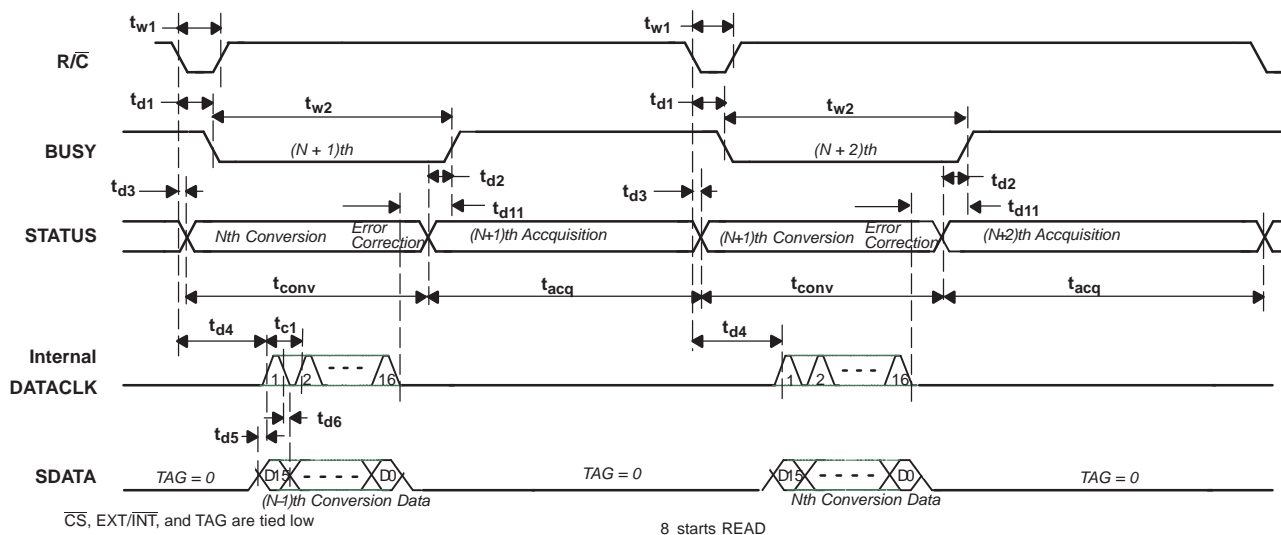 tw1 tw1
R/C
td1 tw2 td1 tw2
BUSY (N + 1)th (N + 2)th
td3 td2 td3 td2
td11 td11
STATUS Nth Conversion Error Correction (N+1)th Accquisition (N+1)th Conversion Error Correction (N+2)th Accquisition
tconv tacq tconv tacq
td4 tc1 td4
Internal
DATACLK 1 2 - - - 16 1 2 - - - 16
td5 td6
SDATA TAG = 0 D15 - - - - D0 TAG = 0 D15 - - - - - D0 TAG = 0
(N-1)th Conversion Data Nth Conversion Data
CS, EXT/INT, and TAG are tied low
8 starts READ